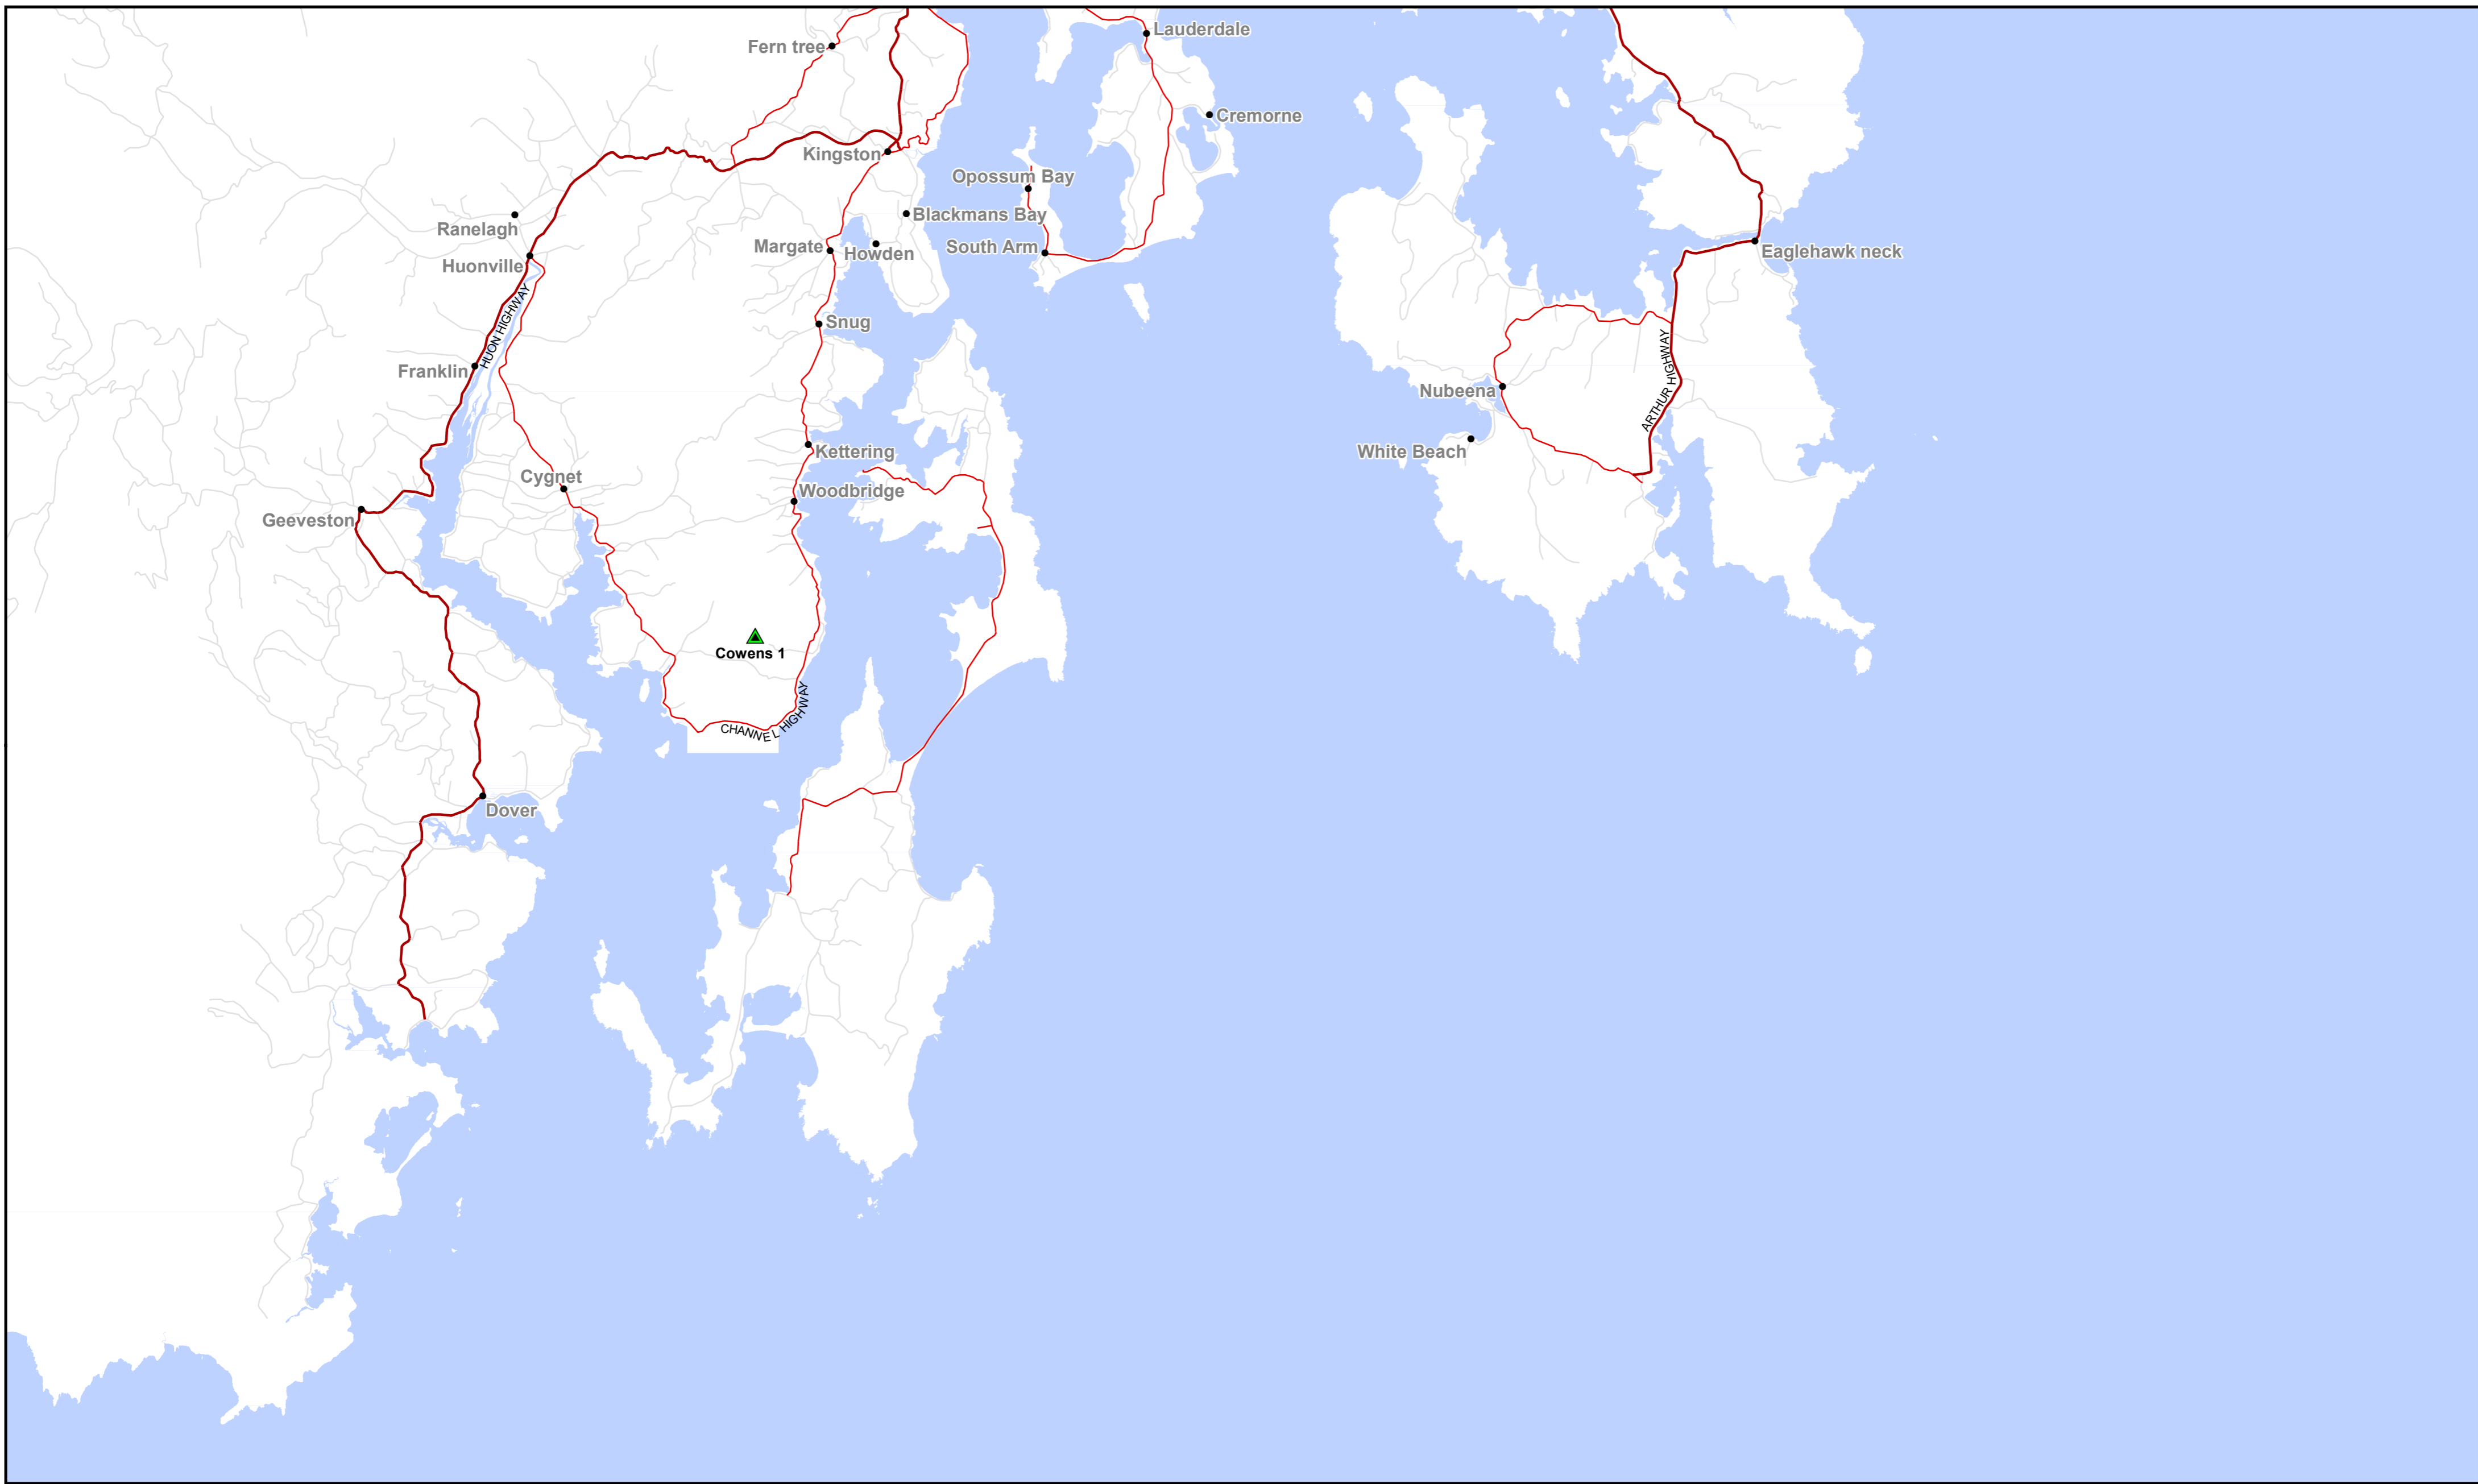 Lauderdale
Fern tree
Cremorne
Kingston
Opossum Bay
Ranelagh
Blackmans Bay
Margate
Howden
South Arm
Eaglehawk neck
Huonville
HUON HIGHWAY
Snug
Franklin
ARTHUR HIGHWAY
Nubeena
Kettering
White Beach
Cygnet
Woodbridge
Geeveston
Cowens 1
CHANNEL HIGHWAY
Dover